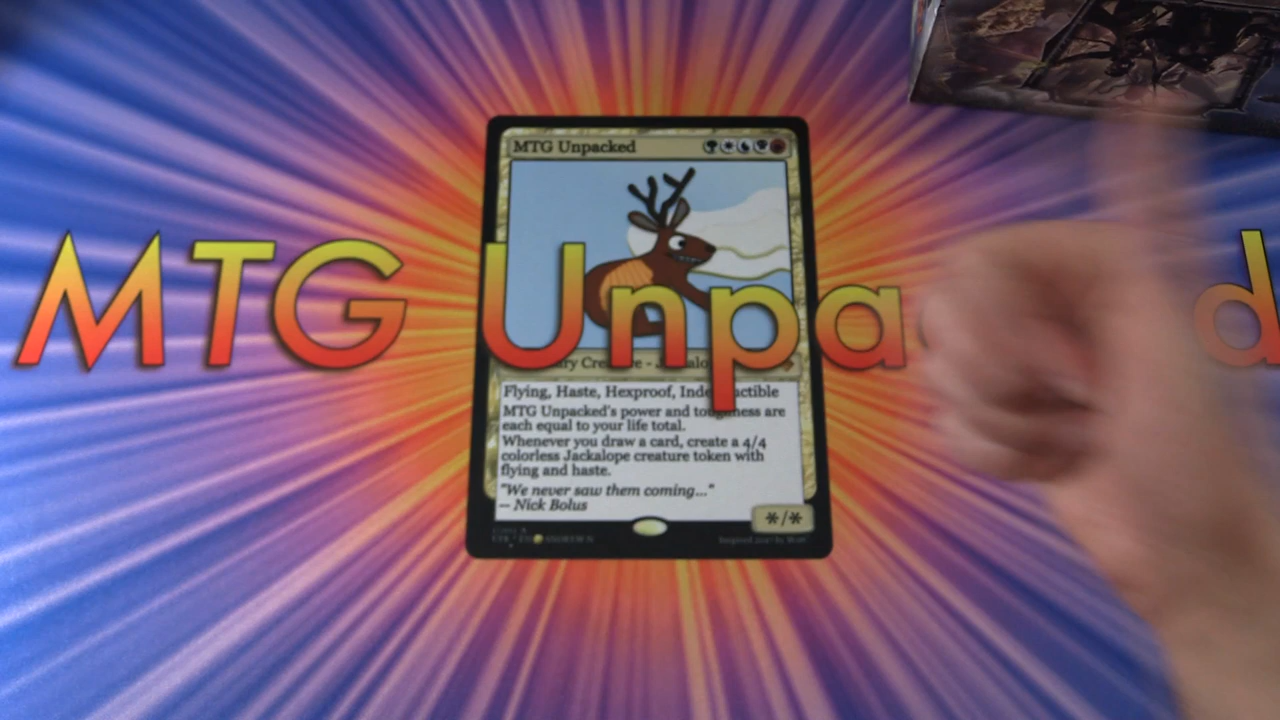 MTG Unpacked
MTG Unpa d
Flying, Haste, Hexproof,
MTG Unpacked's power and toughness are
each equal to your life total.
Whenever you draw a card, create a 4/4
colorless Jackalope creature token with
flying and haste.
"We never saw them coming..."
– Nick Bolus
*/*